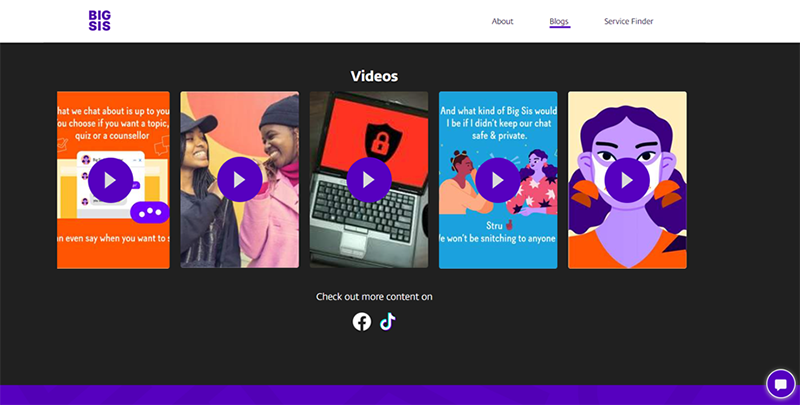 BIG
SIS
About
Blogs
Service Finder
Videos
hat we chat about is up to you
ou choose if you want a topic,
quiz or a counsellor
n even say when you want to s
And what kind of Big Sis would
I be if I didn't keep our chat
safe & private.
Stru
e won't be snitching to anyone
Check out more content on